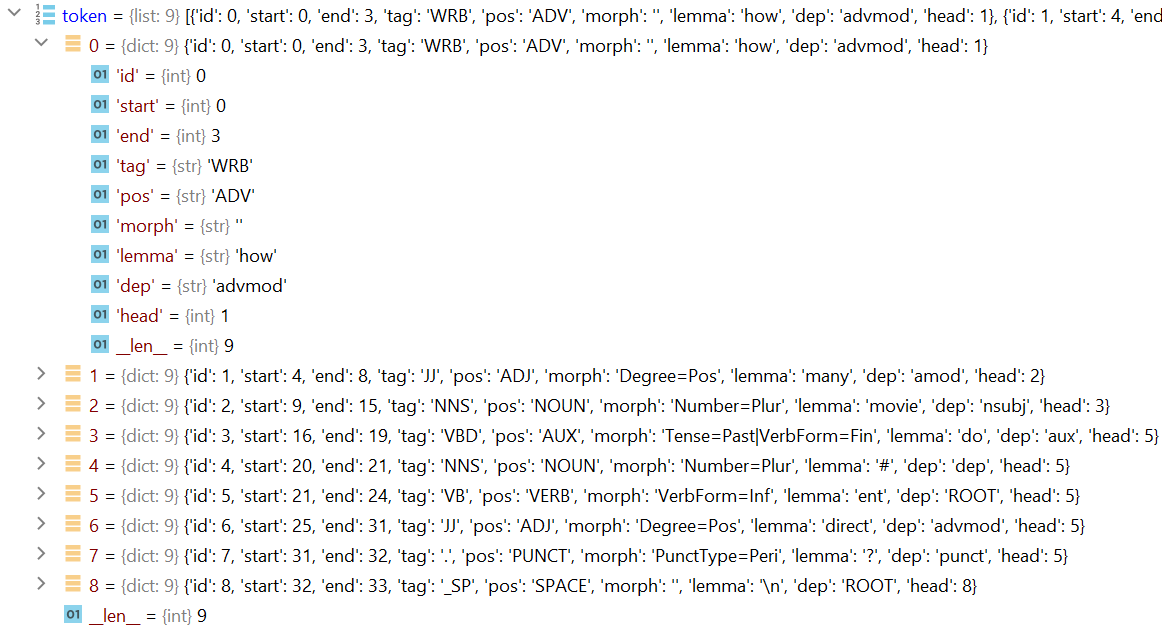 token = {list: 9} [{'id': 0, 'start': 0, 'end': 3, 'tag': 'WRB', 'pos': 'ADV', 'morph': '', 'lemma': 'how', 'dep': 'advmod', 'head': 1}, {'id': 1, 'start': 4, 'end
0 = {dict: 9} {'id': 0, 'start': 0, 'end': 3, 'tag': 'WRB', 'pos': 'ADV', 'morph': '', 'lemma': 'how', 'dep': 'advmod', 'head': 1}
01 'id' = {int} 0
01 'start' = {int} 0
01 'end' = {int} 3
01 'tag' = {str} 'WRB'
01 'pos' = {str} 'ADV'
01 'morph' = {str} ''
01 'lemma' = {str} 'how'
01 'dep' = {str} 'advmod'
01 'head' = {int} 1
01 __len__ = {int} 9
1 = {dict: 9} {'id': 1, 'start': 4, 'end': 8, 'tag': 'JJ', 'pos': 'ADJ', 'morph': 'Degree=Pos', 'lemma': 'many', 'dep': 'amod', 'head': 2}
2 = {dict: 9} {'id': 2, 'start': 9, 'end': 15, 'tag': 'NNS', 'pos': 'NOUN', 'morph': 'Number=Plur', 'lemma': 'movie', 'dep': 'nsubj', 'head': 3}
3 = {dict: 9} {'id': 3, 'start': 16, 'end': 19, 'tag': 'VBD', 'pos': 'AUX', 'morph': 'Tense=Past|VerbForm=Fin', 'lemma': 'do', 'dep': 'aux', 'head': 5}
4 = {dict: 9} {'id': 4, 'start': 20, 'end': 21, 'tag': 'NNS', 'pos': 'NOUN', 'morph': 'Number=Plur', 'lemma': '#', 'dep': 'dep', 'head': 5}
5 = {dict: 9} {'id': 5, 'start': 21, 'end': 24, 'tag': 'VB', 'pos': 'VERB', 'morph': 'VerbForm=Inf', 'lemma': 'ent', 'dep': 'ROOT', 'head': 5}
6 = {dict: 9} {'id': 6, 'start': 25, 'end': 31, 'tag': 'JJ', 'pos': 'ADJ', 'morph': 'Degree=Pos', 'lemma': 'direct', 'dep': 'advmod', 'head': 5}
7 = {dict: 9} {'id': 7, 'start': 31, 'end': 32, 'tag': '.', 'pos': 'PUNCT', 'morph': 'PunctType=Peri', 'lemma': '?', 'dep': 'punct', 'head': 5}
8 = {dict: 9} {'id': 8, 'start': 32, 'end': 33, 'tag': '_SP', 'pos': 'SPACE', 'morph': '', 'lemma': '\n', 'dep': 'ROOT', 'head': 8}
01 __len__ = {int} 9